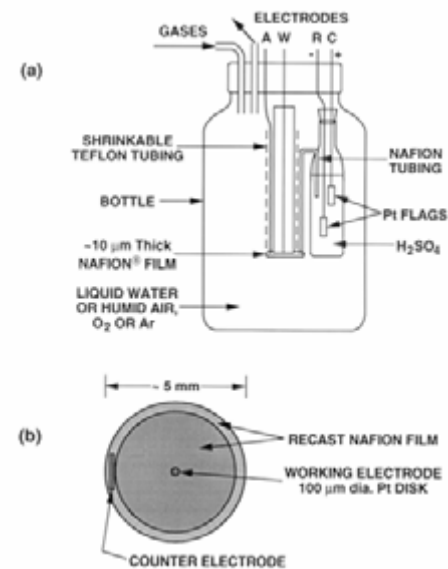 (a)
GASES
ELECTRODES
A W R C
- +
SHRINKABLE
TEFLON TUBING
BOTTLE
~10 µm Thick
NAFION® FILM
LIQUID WATER
OR HUMID AIR,
O2 OR Ar
NAFION
TUBING
Pt FLAGS
H2SO4
(b)
~ 5 mm
RECAST NAFION FILM
WORKING ELECTRODE
100 µm dia. Pt DISK
COUNTER ELECTRODE